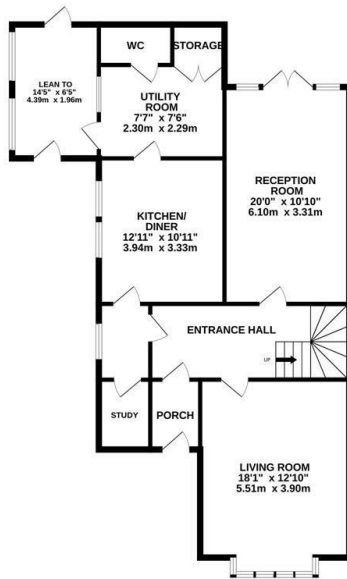 WC
STORAGE
LEAN TO
14'5" x 6'5"
4.39m x 1.96m
UTILITY
ROOM
7'7" x 7'6"
2.30m x 2.29m
RECEPTION
ROOM
20'0" x 10'10"
6.10m x 3.31m
KITCHEN/
DINER
12'11" x 10'11"
3.94m x 3.33m
ENTRANCE HALL
UP
STUDY
PORCH
LIVING ROOM
18'1" x 12'10"
5.51m x 3.90m